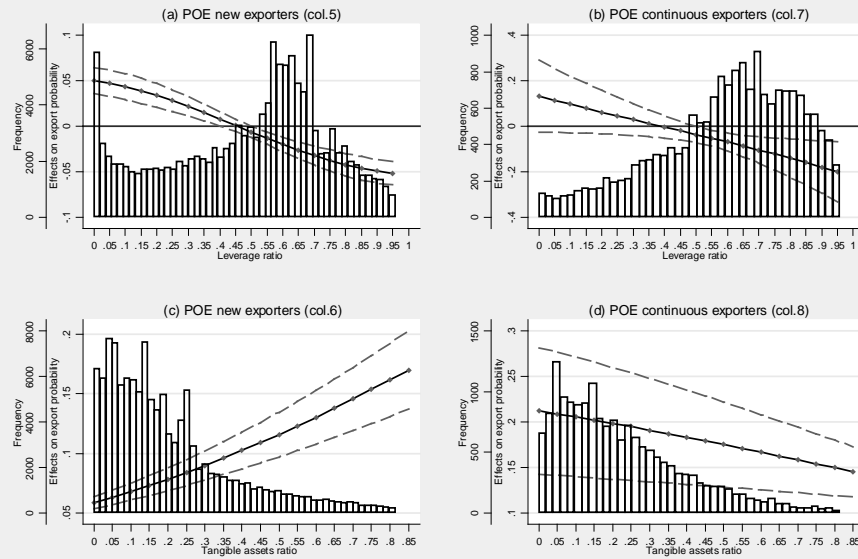 (a) POE new exporters (col.5)
Frequency
0 2000 4000 6000
Effects on export probability
-.1 -.05 0 .05 .1
0 .05 .1 .15 .2 .25 .3 .35 .4 .45 .5 .55 .6 .65 .7 .75 .8 .85 .9 .95 1
Leverage ratio
(b) POE continuous exporters (col.7)
Frequency
0 200 400 600 800 1000
Effects on export probability
-.4 -.2 0 .2 .4
0 .05 .1 .15 .2 .25 .3 .35 .4 .45 .5 .55 .6 .65 .7 .75 .8 .85 .9 .95 1
Leverage ratio
(c) POE new exporters (col.6)
Frequency
0 2000 4000 6000 8000
Effects on export probability
.05 .1 .15 .2
0 .05 .1 .15 .2 .25 .3 .35 .4 .45 .5 .55 .6 .65 .7 .75 .8 .85
Tangible assets ratio
(d) POE continuous exporters (col.8)
Frequency
0 500 1000 1500
Effects on export probability
.1 .15 .2 .25 .3
0 .05 .1 .15 .2 .25 .3 .35 .4 .45 .5 .55 .6 .65 .7 .75 .8 .85
Tangible assets ratio